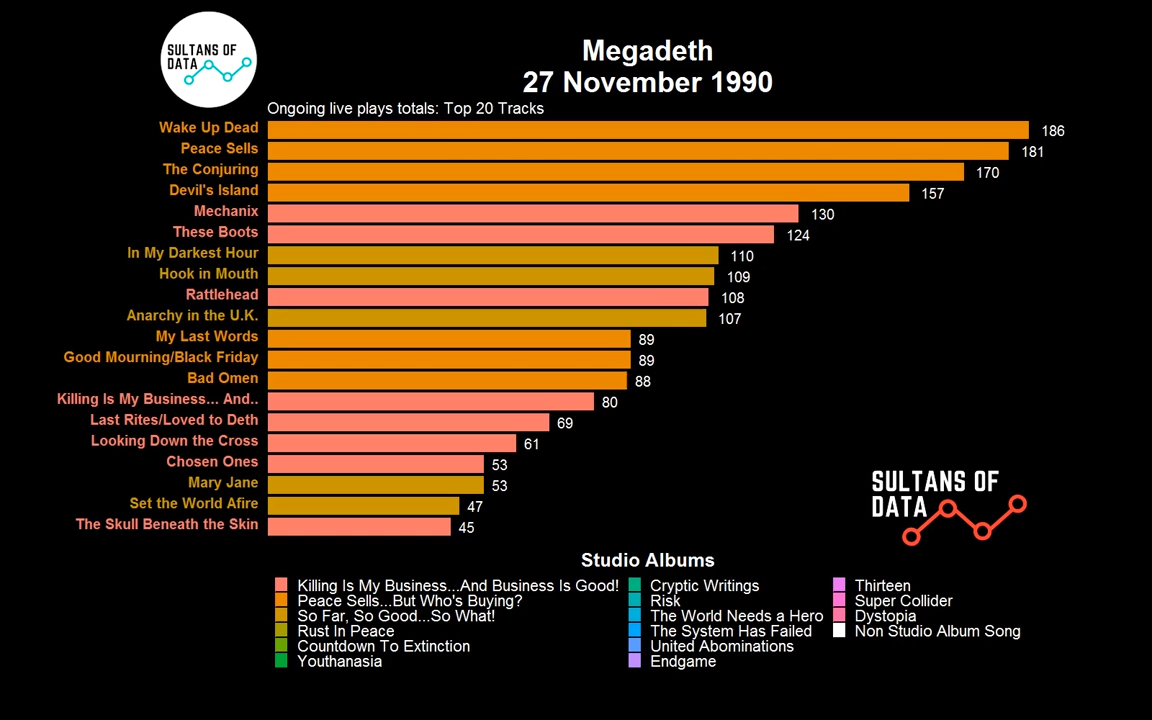 SULTANS OF
DATA
Megadeth
27 November 1990
Ongoing live plays totals: Top 20 Tracks
Wake Up Dead 186
Peace Sells 181
The Conjuring 170
Devil's Island 157
Mechanix 130
These Boots 124
In My Darkest Hour 110
Hook in Mouth 109
Rattlehead 108
Anarchy in the U.K. 107
My Last Words 89
Good Mourning/Black Friday 89
Bad Omen 88
Killing Is My Business... And.. 80
Last Rites/Loved to Deth 69
Looking Down the Cross 61
Chosen Ones 53
Mary Jane 53
Set the World Afire 47
The Skull Beneath the Skin 45
SULTANS OF
DATA
Studio Albums
Killing Is My Business...And Business Is Good!
Peace Sells...But Who's Buying?
So Far, So Good...So What!
Rust In Peace
Countdown To Extinction
Youthanasia
Cryptic Writings
Risk
The World Needs a Hero
The System Has Failed
United Abominations
Endgame
Thirteen
Super Collider
Dystopia
Non Studio Album Song